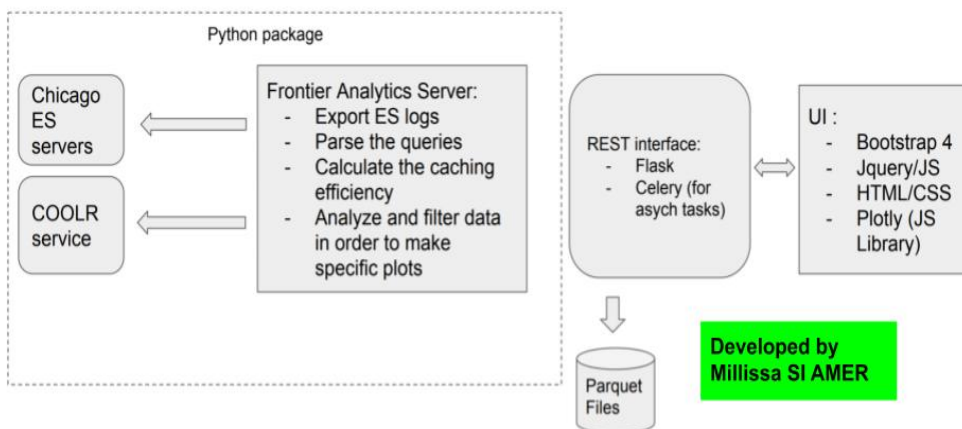 Python package
Chicago
ES
servers
COOLR
service
Frontier Analytics Server:
- Export ES logs
- Parse the queries
- Calculate the caching
efficiency
- Analyze and filter data
in order to make
specific plots
REST interface:
- Flask
- Celery (for
asych tasks)
UI :
- Bootstrap 4
- Jquery/JS
- HTML/CSS
- Plotly (JS
Library)
Parquet
Files
Developed by
Millissa SI AMER